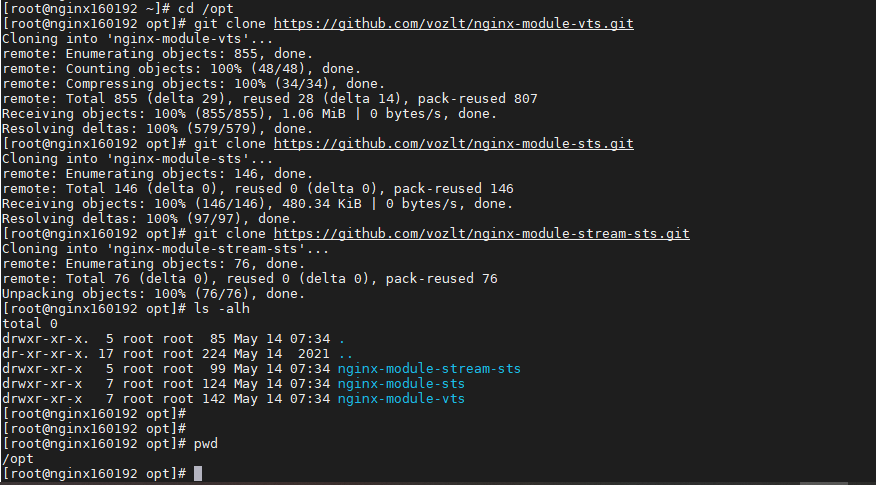 [root@nginx160192 ~]# cd /opt
[root@nginx160192 opt]# git clone https://github.com/vozlt/nginx-module-vts.git
Cloning into 'nginx-module-vts'...
remote: Enumerating objects: 855, done.
remote: Counting objects: 100% (48/48), done.
remote: Compressing objects: 100% (34/34), done.
remote: Total 855 (delta 29), reused 28 (delta 14), pack-reused 807
Receiving objects: 100% (855/855), 1.06 MiB | 0 bytes/s, done.
Resolving deltas: 100% (579/579), done.
[root@nginx160192 opt]# git clone https://github.com/vozlt/nginx-module-sts.git
Cloning into 'nginx-module-sts'...
remote: Enumerating objects: 146, done.
remote: Total 146 (delta 0), reused 0 (delta 0), pack-reused 146
Receiving objects: 100% (146/146), 480.34 KiB | 0 bytes/s, done.
Resolving deltas: 100% (97/97), done.
[root@nginx160192 opt]# git clone https://github.com/vozlt/nginx-module-stream-sts.git
Cloning into 'nginx-module-stream-sts'...
remote: Enumerating objects: 76, done.
remote: Total 76 (delta 0), reused 0 (delta 0), pack-reused 76
Unpacking objects: 100% (76/76), done.
[root@nginx160192 opt]# ls -alh
total 0
drwxr-xr-x.  5 root root  85 May 14 07:34 .
dr-xr-xr-x. 17 root root 224 May 14  2021 ..
drwxr-xr-x   5 root root  99 May 14 07:34 nginx-module-stream-sts
drwxr-xr-x   7 root root 124 May 14 07:34 nginx-module-sts
drwxr-xr-x   7 root root 142 May 14 07:34 nginx-module-vts
[root@nginx160192 opt]#
[root@nginx160192 opt]#
[root@nginx160192 opt]# pwd
/opt
[root@nginx160192 opt]#